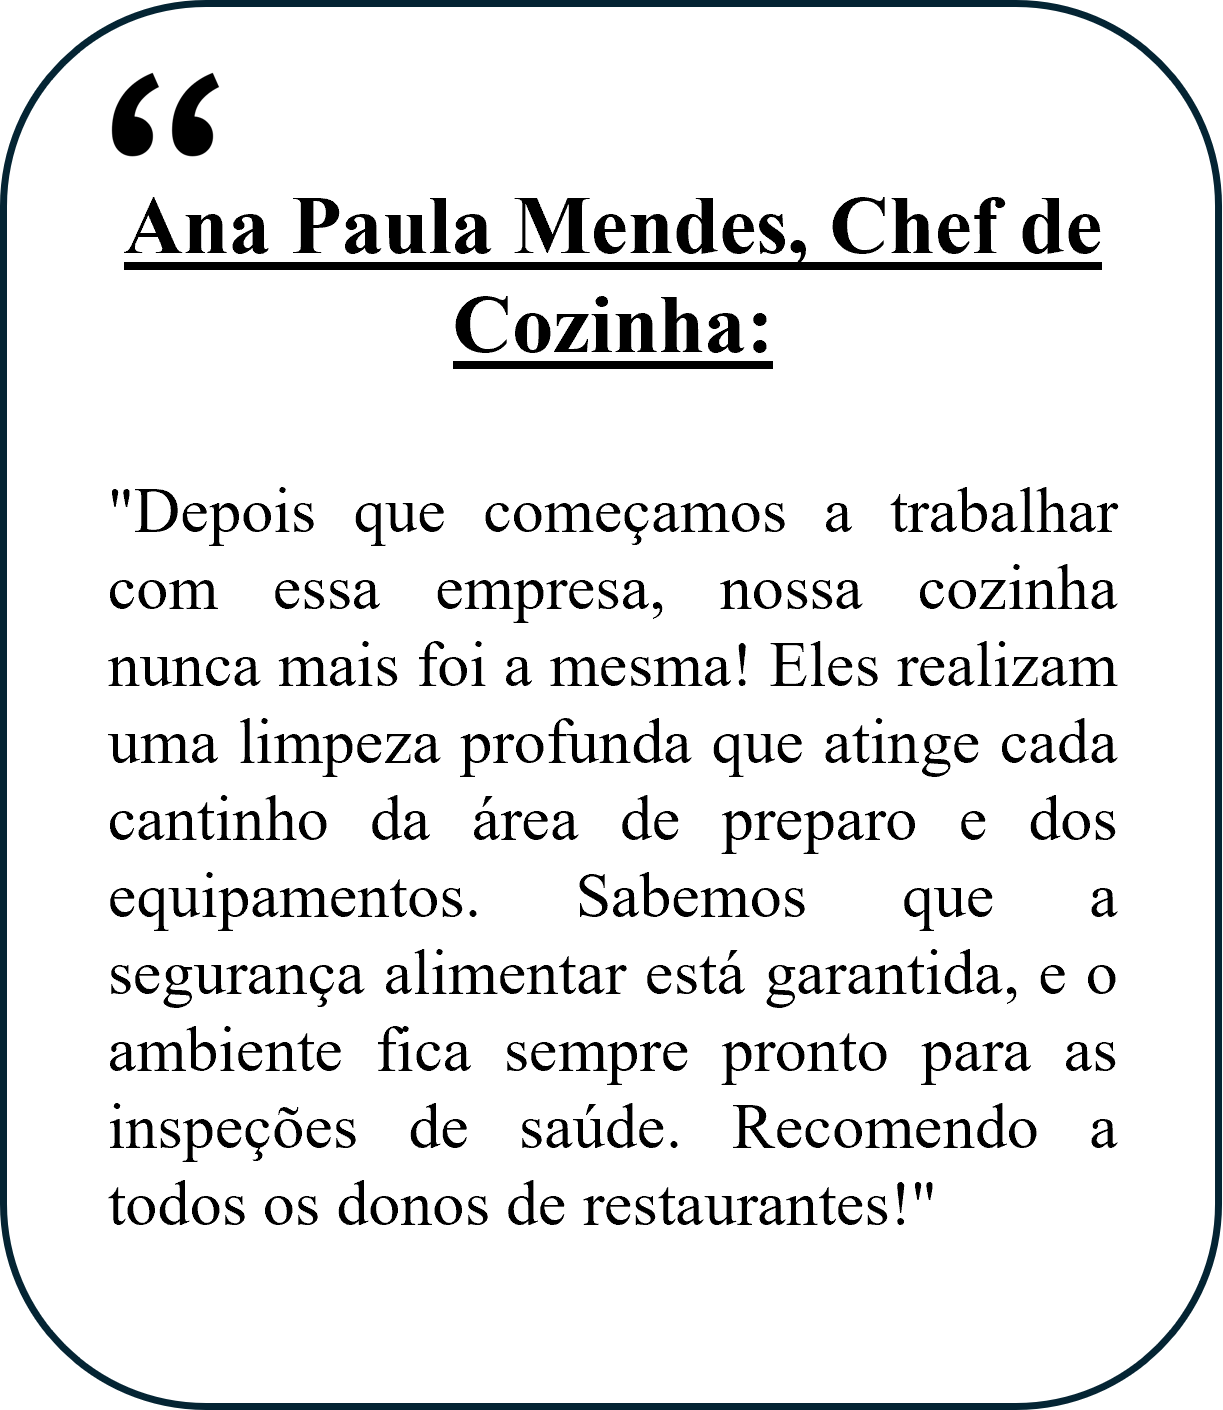 “
Ana Paula Mendes, Chef de
Cozinha:
"Depois que começamos a trabalhar
com essa empresa, nossa cozinha
nunca mais foi a mesma! Eles realizam
uma limpeza profunda que atinge cada
cantinho da área de preparo e dos
equipamentos. Sabemos que a
segurança alimentar está garantida, e o
ambiente fica sempre pronto para as
inspeções de saúde. Recomendo a
todos os donos de restaurantes!"